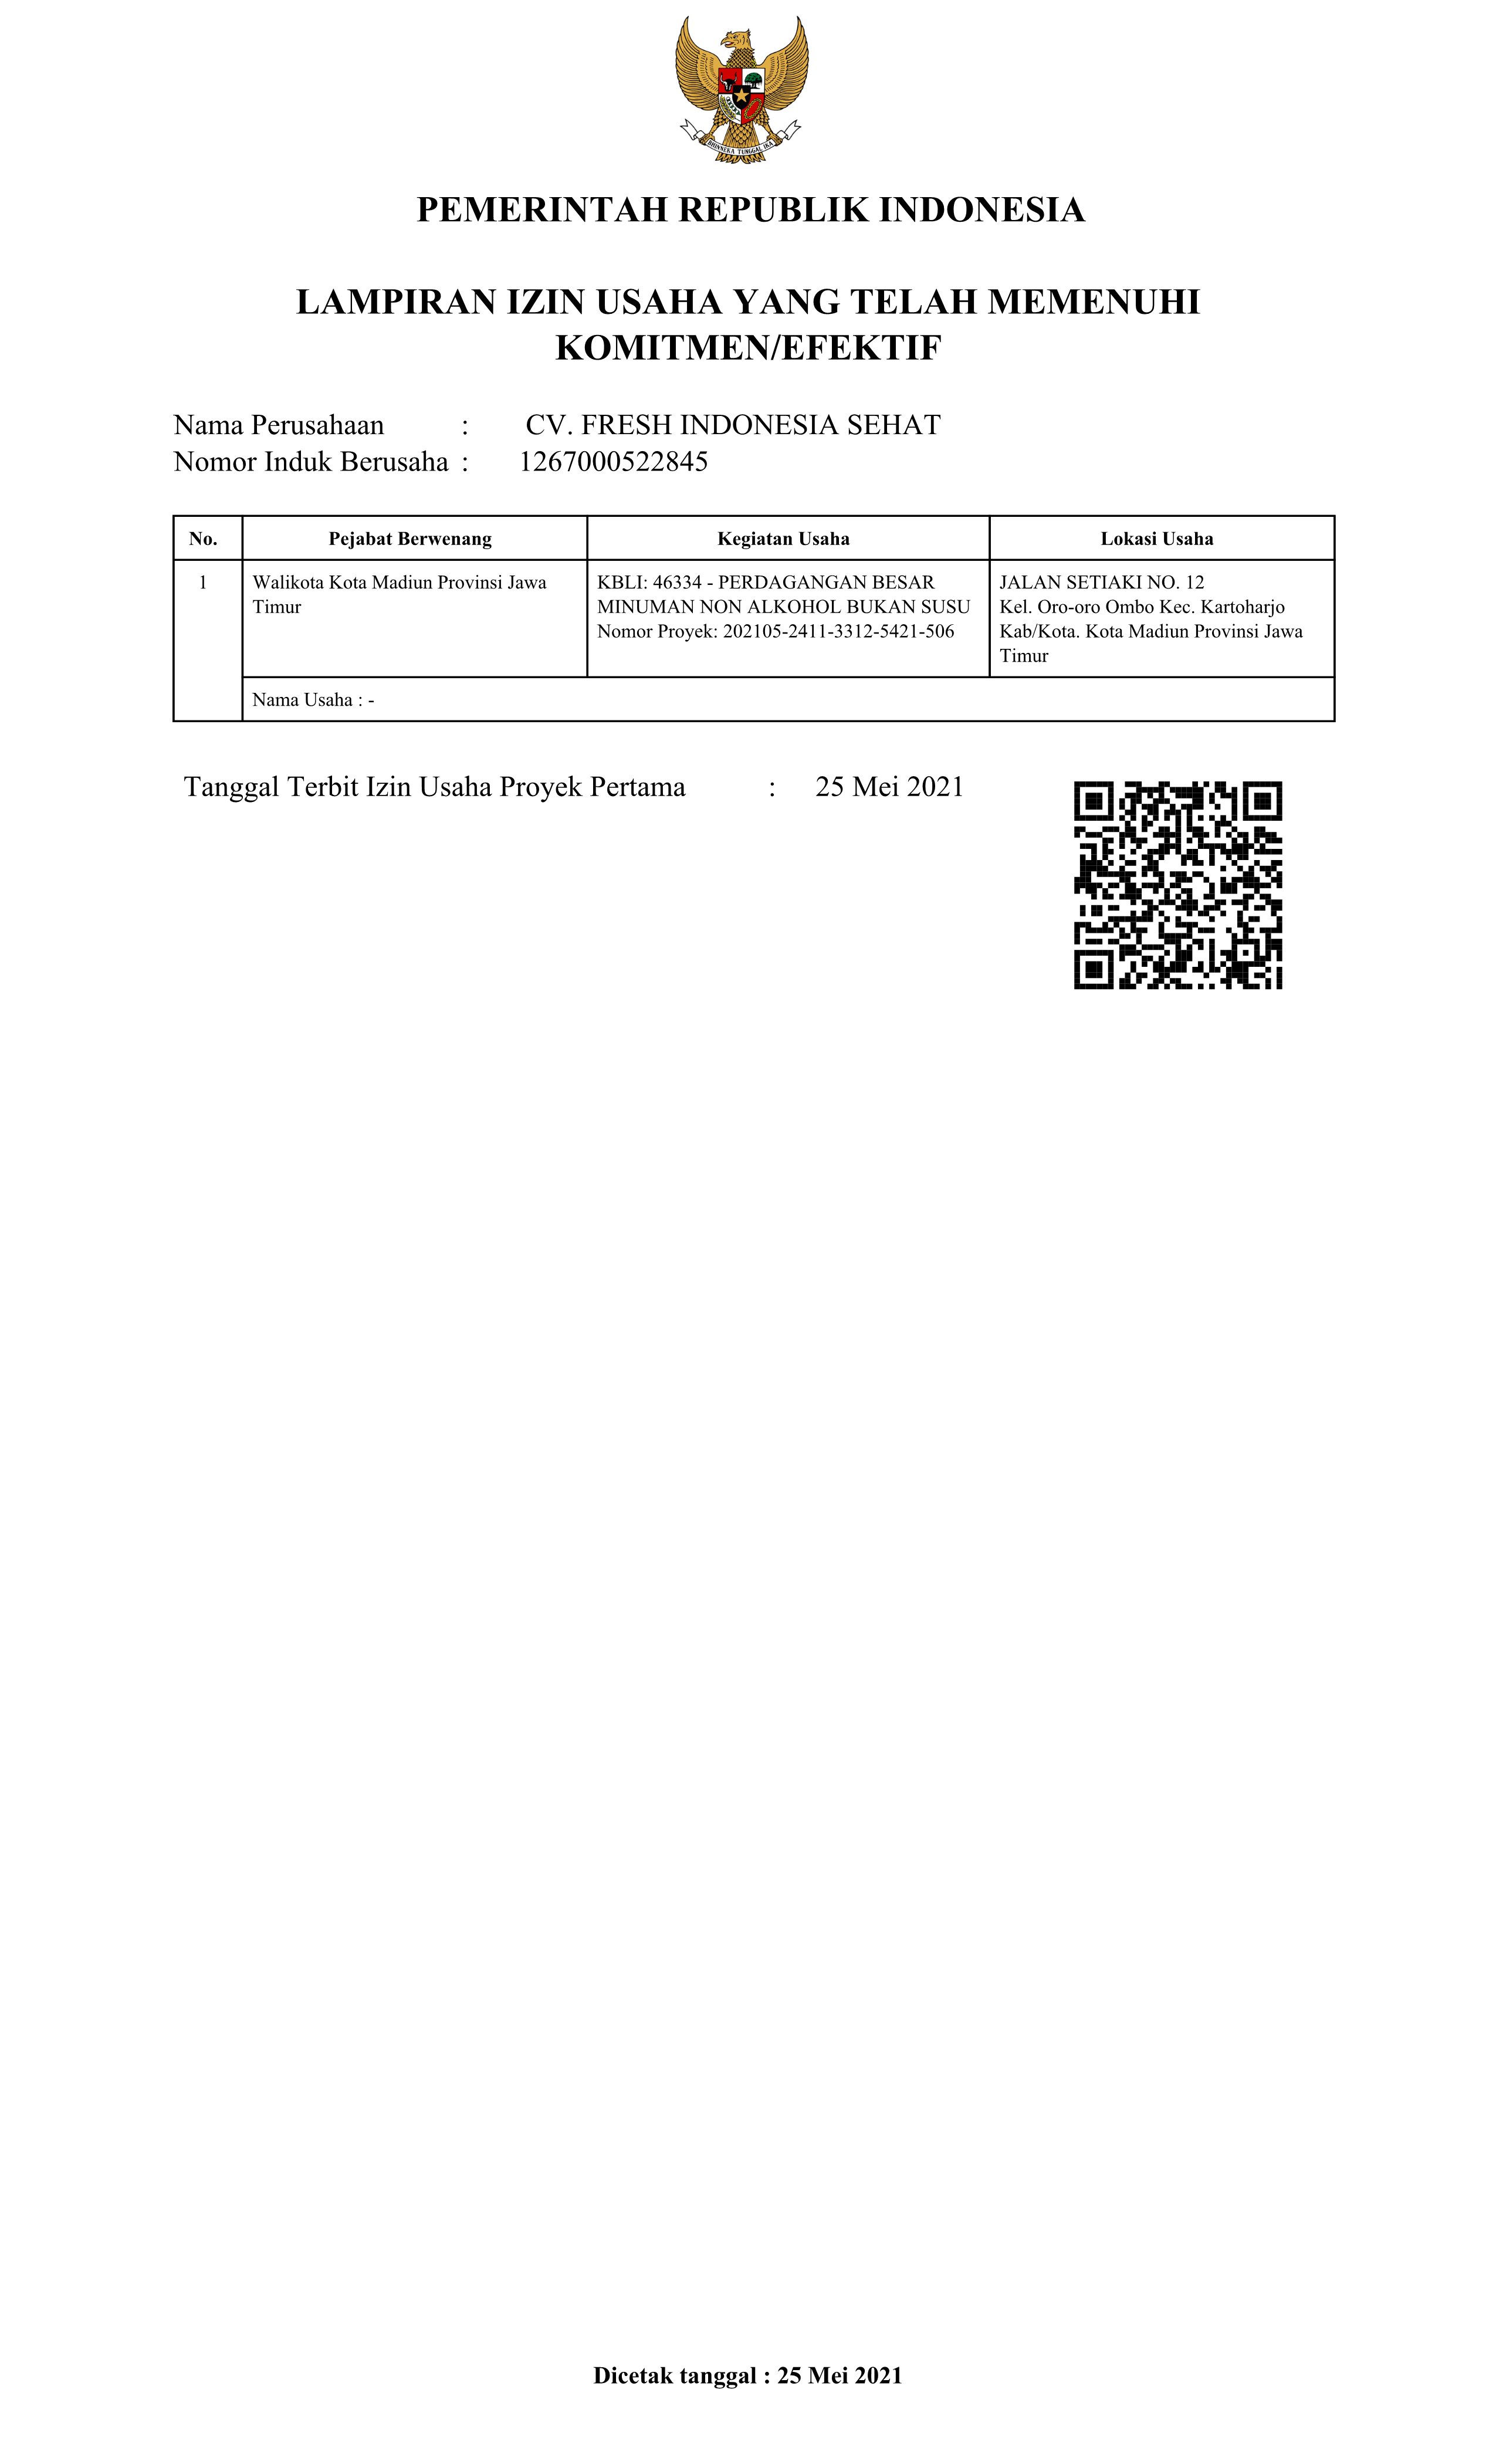 BHINNEKA TUNGGAL IKA
PEMERINTAH REPUBLIK INDONESIA
LAMPIRAN IZIN USAHA YANG TELAH MEMENUHI
KOMITMEN/EFEKTIF
Nama Perusahaan : CV. FRESH INDONESIA SEHAT
Nomor Induk Berusaha : 1267000522845
No. Pejabat Berwenang Kegiatan Usaha Lokasi Usaha
1 Walikota Kota Madiun Provinsi Jawa KBLI: 46334 - PERDAGANGAN BESAR JALAN SETIAKI NO. 12
Timur MINUMAN NON ALKOHOL BUKAN SUSU Kel. Oro-oro Ombo Kec. Kartoharjo
Nomor Proyek: 202105-2411-3312-5421-506 Kab/Kota. Kota Madiun Provinsi Jawa
Timur
Nama Usaha : -
Tanggal Terbit Izin Usaha Proyek Pertama : 25 Mei 2021
Dicetak tanggal : 25 Mei 2021